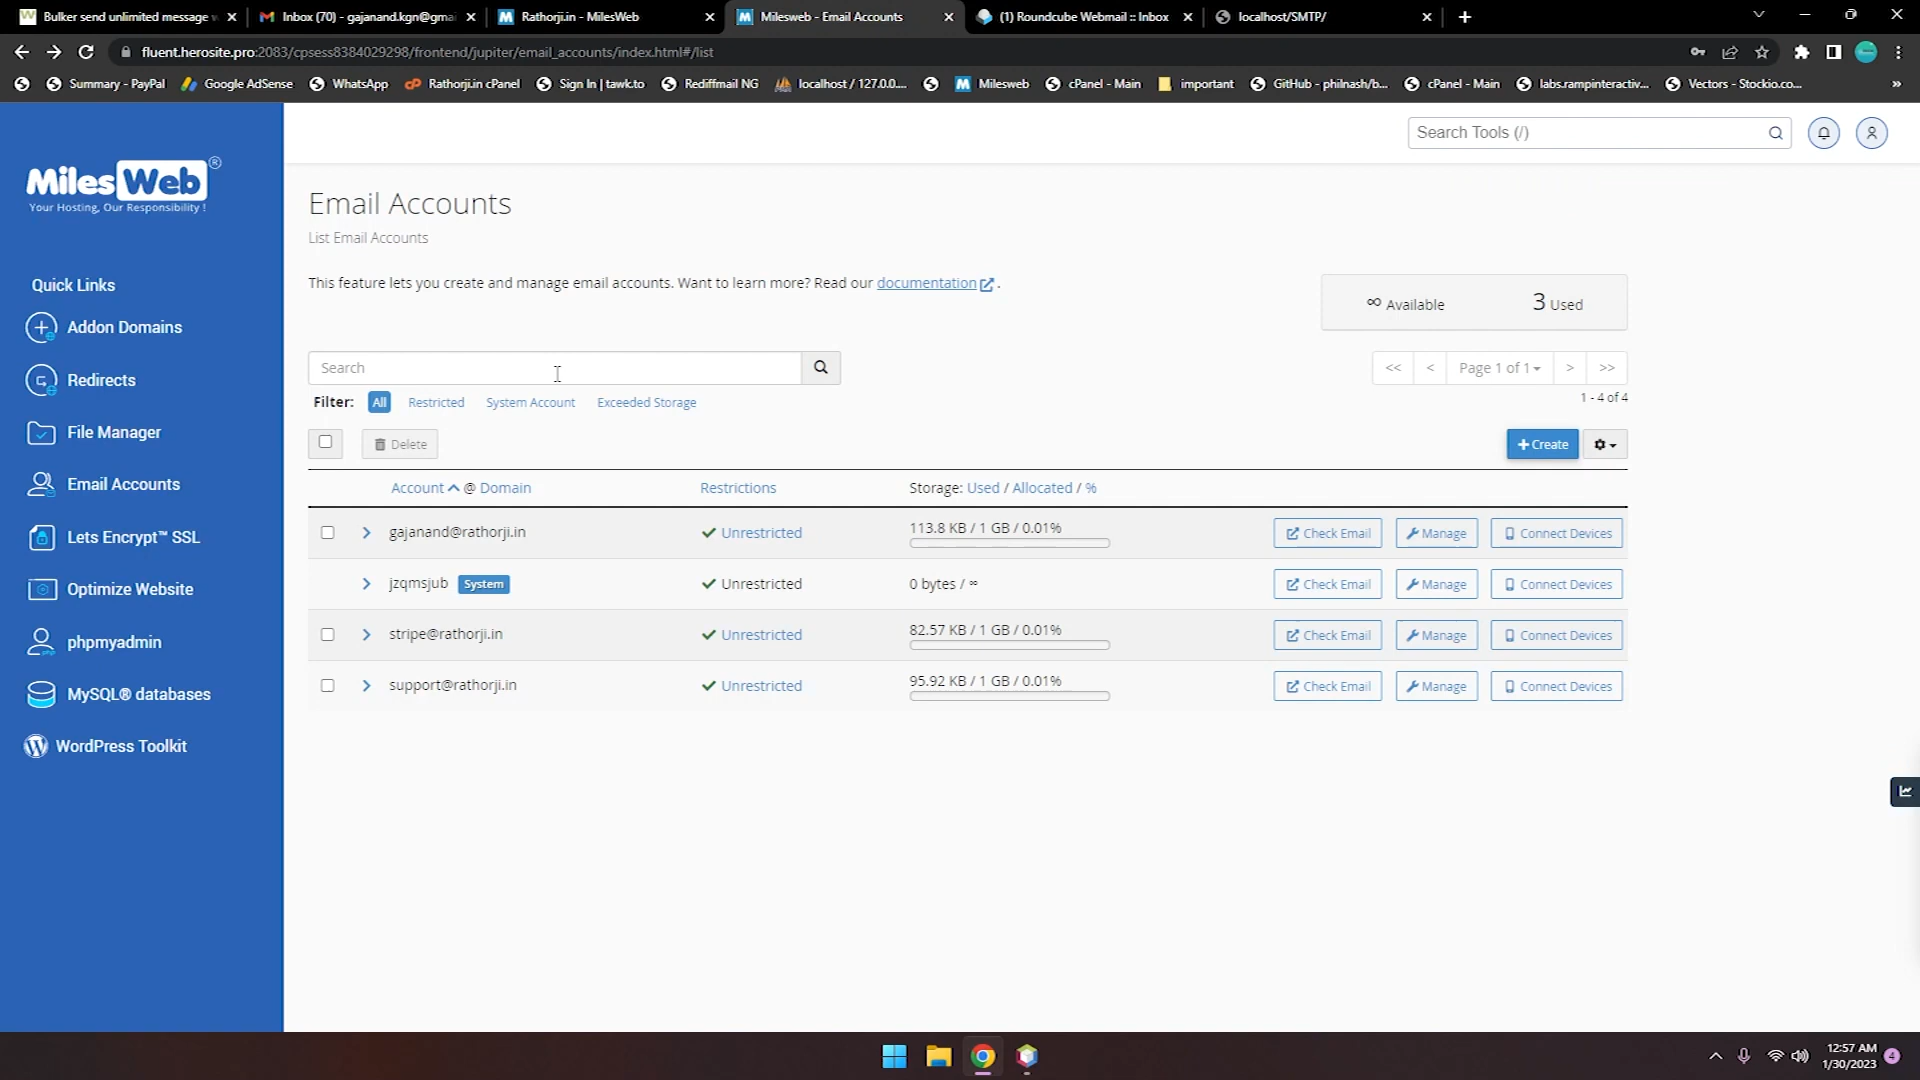 Bulker send unlimited message w
Inbox (70) - gajanand.kgn@gma
Rathorji.in - MilesWeb
Milesweb - Email Accounts
(1) Roundcube Webmail :: Inbox
localhost/SMTP/
fluent.herosite.pro:2083/cpsess8384029298/frontend/jupiter/email_accounts/index.html#/list
Summary - PayPal
Google AdSense
WhatsApp
Rathorji.in cPanel
Sign In | tawk.to
Rediffmail NG
localhost / 127.0.0....
Milesweb
cPanel - Main
important
GitHub - philnash/b...
cPanel - Main
labs.rampinteractiv...
Vectors - Stockio.co...
»
MilesWeb®
Your Hosting, Our Responsibility !
Search Tools (/)
Quick Links
Addon Domains
Redirects
File Manager
Email Accounts
Lets Encrypt™ SSL
Optimize Website
phpmyadmin
MySQL® databases
WordPress Toolkit
Email Accounts
List Email Accounts
This feature lets you create and manage email accounts. Want to learn more? Read our documentation .
∞ Available 3 Used
Search
<< < Page 1 of 1 > >>
Filter: All Restricted System Account Exceeded Storage
1 - 4 of 4
Delete
+ Create
Account @ Domain Restrictions Storage: Used / Allocated / %
gajanand@rathorji.in Unrestricted 113.8 KB / 1 GB / 0.01% Check Email Manage Connect Devices
jzqmsjub System Unrestricted 0 bytes / ∞ Check Email Manage Connect Devices
stripe@rathorji.in Unrestricted 82.57 KB / 1 GB / 0.01% Check Email Manage Connect Devices
support@rathorji.in Unrestricted 95.92 KB / 1 GB / 0.01% Check Email Manage Connect Devices
12:57 AM
1/30/2023
4